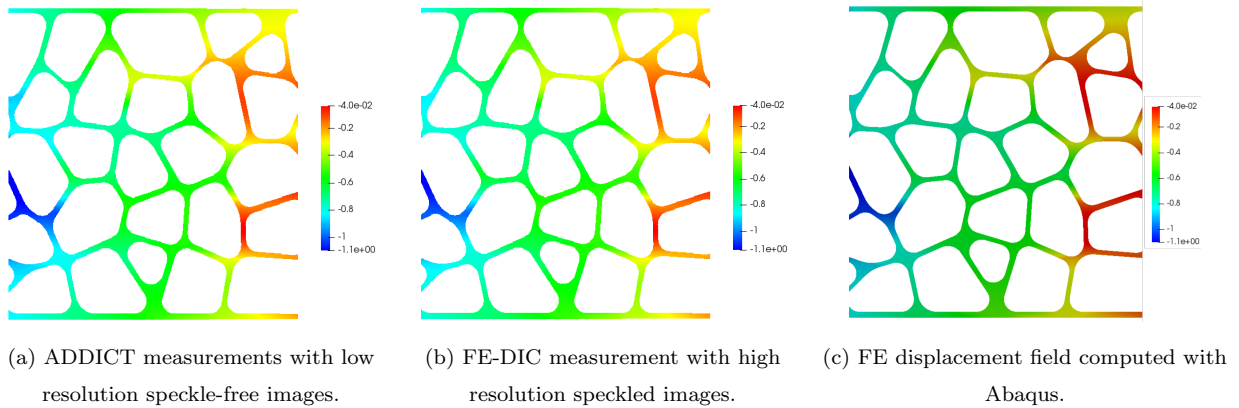 -4.0e-02
-0.2
-0.4
-0.6
-0.8
-1
-1.1e+00
-4.0e-02
-0.2
-0.4
-0.6
-0.8
-1
-1.1e+00
-4.0e-02
-0.2
-0.4
-0.6
-0.8
-1
-1.1e+00
(a) ADDICT measurements with low
resolution speckle-free images.
(b) FE-DIC measurement with high
resolution speckled images.
(c) FE displacement field computed with
Abaqus.